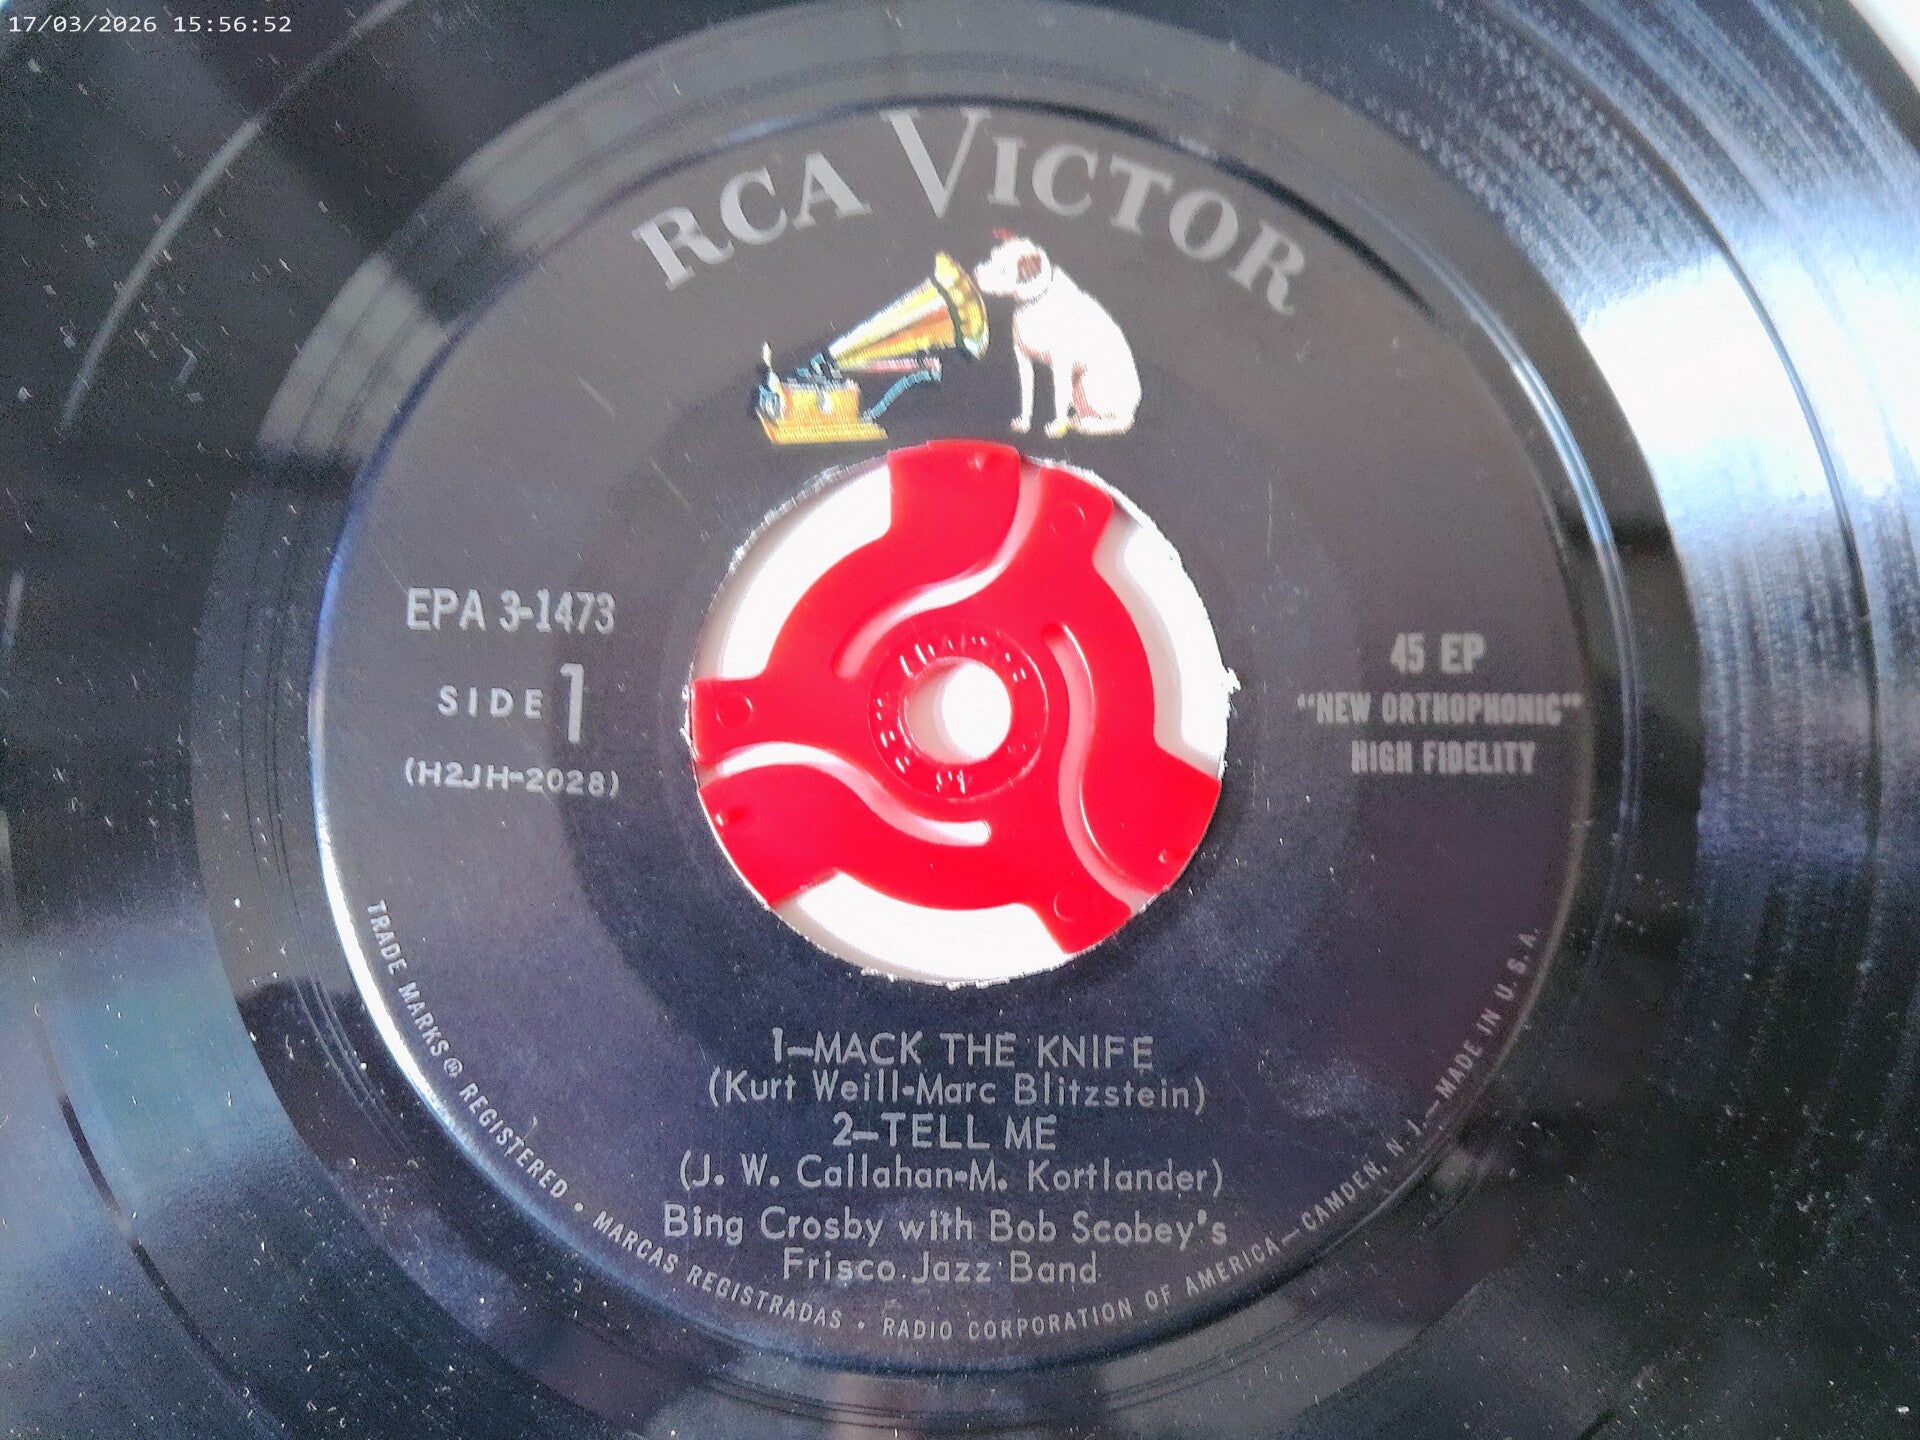 17/03/2026 15:56:52
RCA VICTOR
EPA 3-1473
SIDE 1
(H2JH-2028)
45 EP
"NEW ORTHOPHONIC"
HIGH FIDELITY
1-MACK THE KNIFE
(Kurt Weill-Marc Blitzstein)
2-TELL ME
(J. W. Callahan-M. Kortlander)
Bing Crosby with Bob Scobey's
Frisco Jazz Band
TRADE MARKS ® REGISTERED • MARCAS REGISTRADAS • RADIO CORPORATION OF AMERICA—CAMDEN, N. J.—MADE IN U. S. A.